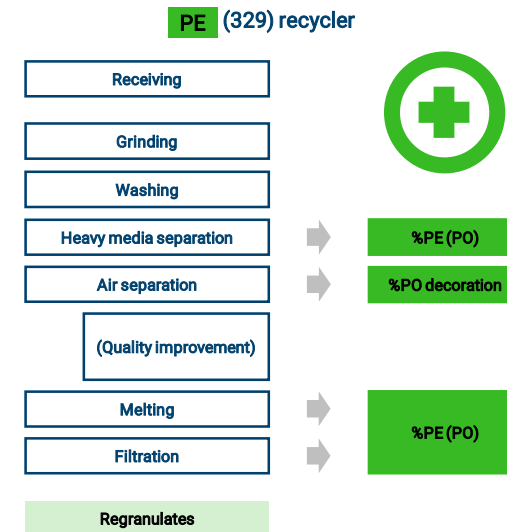 PE (329) recycler
Receiving
Grinding
Washing
Heavy media separation
%PE (PO)
Air separation
%PO decoration
(Quality improvement)
Melting
%PE (PO)
Filtration
Regranulates